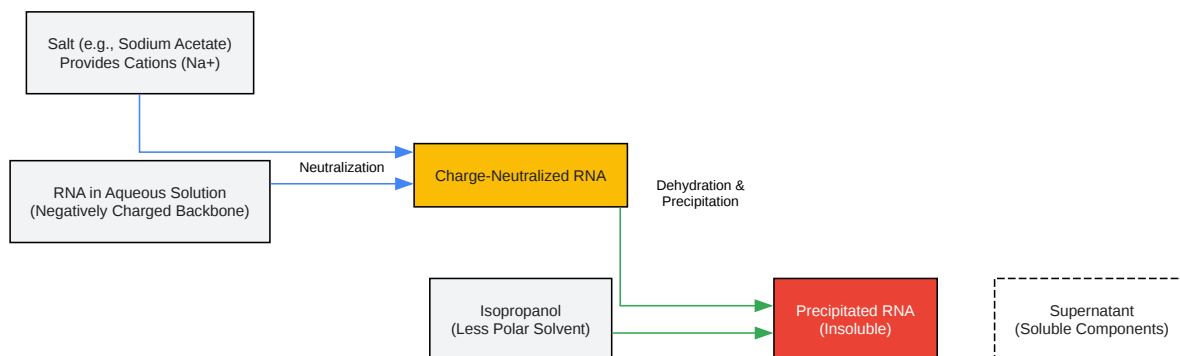 Salt (e.g., Sodium Acetate)
Provides Cations (Na+)
Neutralization
RNA in Aqueous Solution
(Negatively Charged Backbone)
Charge-Neutralized RNA
Dehydration &
Precipitation
Isopropanol
(Less Polar Solvent)
Precipitated RNA
(Insoluble)
Supernatant
(Soluble Components)